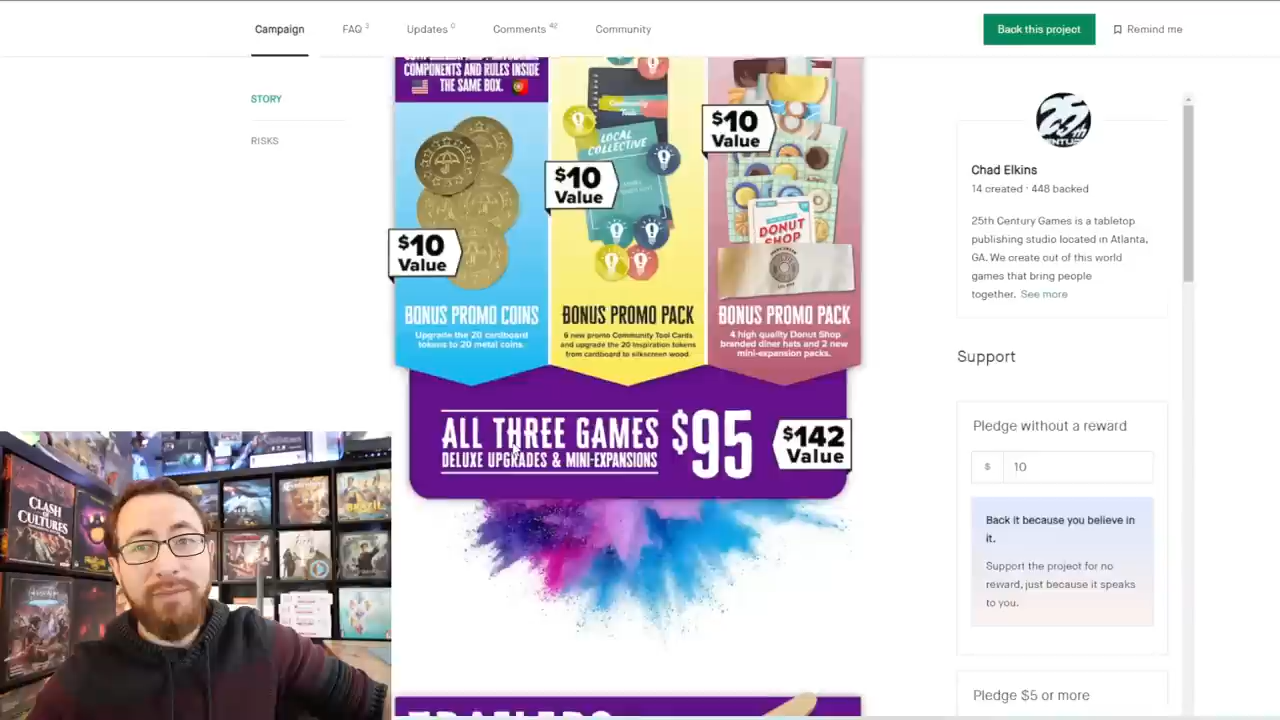 Campaign
FAQ 3
Updates 0
Comments 42
Community
Back this project
Remind me
STORY
RISKS
COMPONENTS AND RULES INSIDE
THE SAME BOX.
$10
Value
BONUS PROMO COINS
Upgrade the 20 cardboard
tokens to 20 metal coins.
Community
Tools
LOCAL
COLLECTIVE
$10
Value
BONUS PROMO PACK
6 new promo Community Tool Cards
and upgrade the 20 Inspiration tokens
from cardboard to silkscreen wood.
$10
Value
DONUT
SHOP
BONUS PROMO PACK
4 high quality Donut Shop
branded diner hats and 2 new
mini-expansion packs.
ALL THREE GAMES
DELUXE UPGRADES & MINI-EXPANSIONS
$95
$142
Value
25th
Chad Elkins
14 created · 448 backed
25th Century Games is a tabletop
publishing studio located in Atlanta,
GA. We create out of this world
games that bring people
together. See more
Support
Pledge without a reward
$ 10
Back it because you believe in
it.
Support the project for no
reward, just because it speaks
to you.
Pledge $5 or more
CLASH
OF
CULTURES
BRAZIL